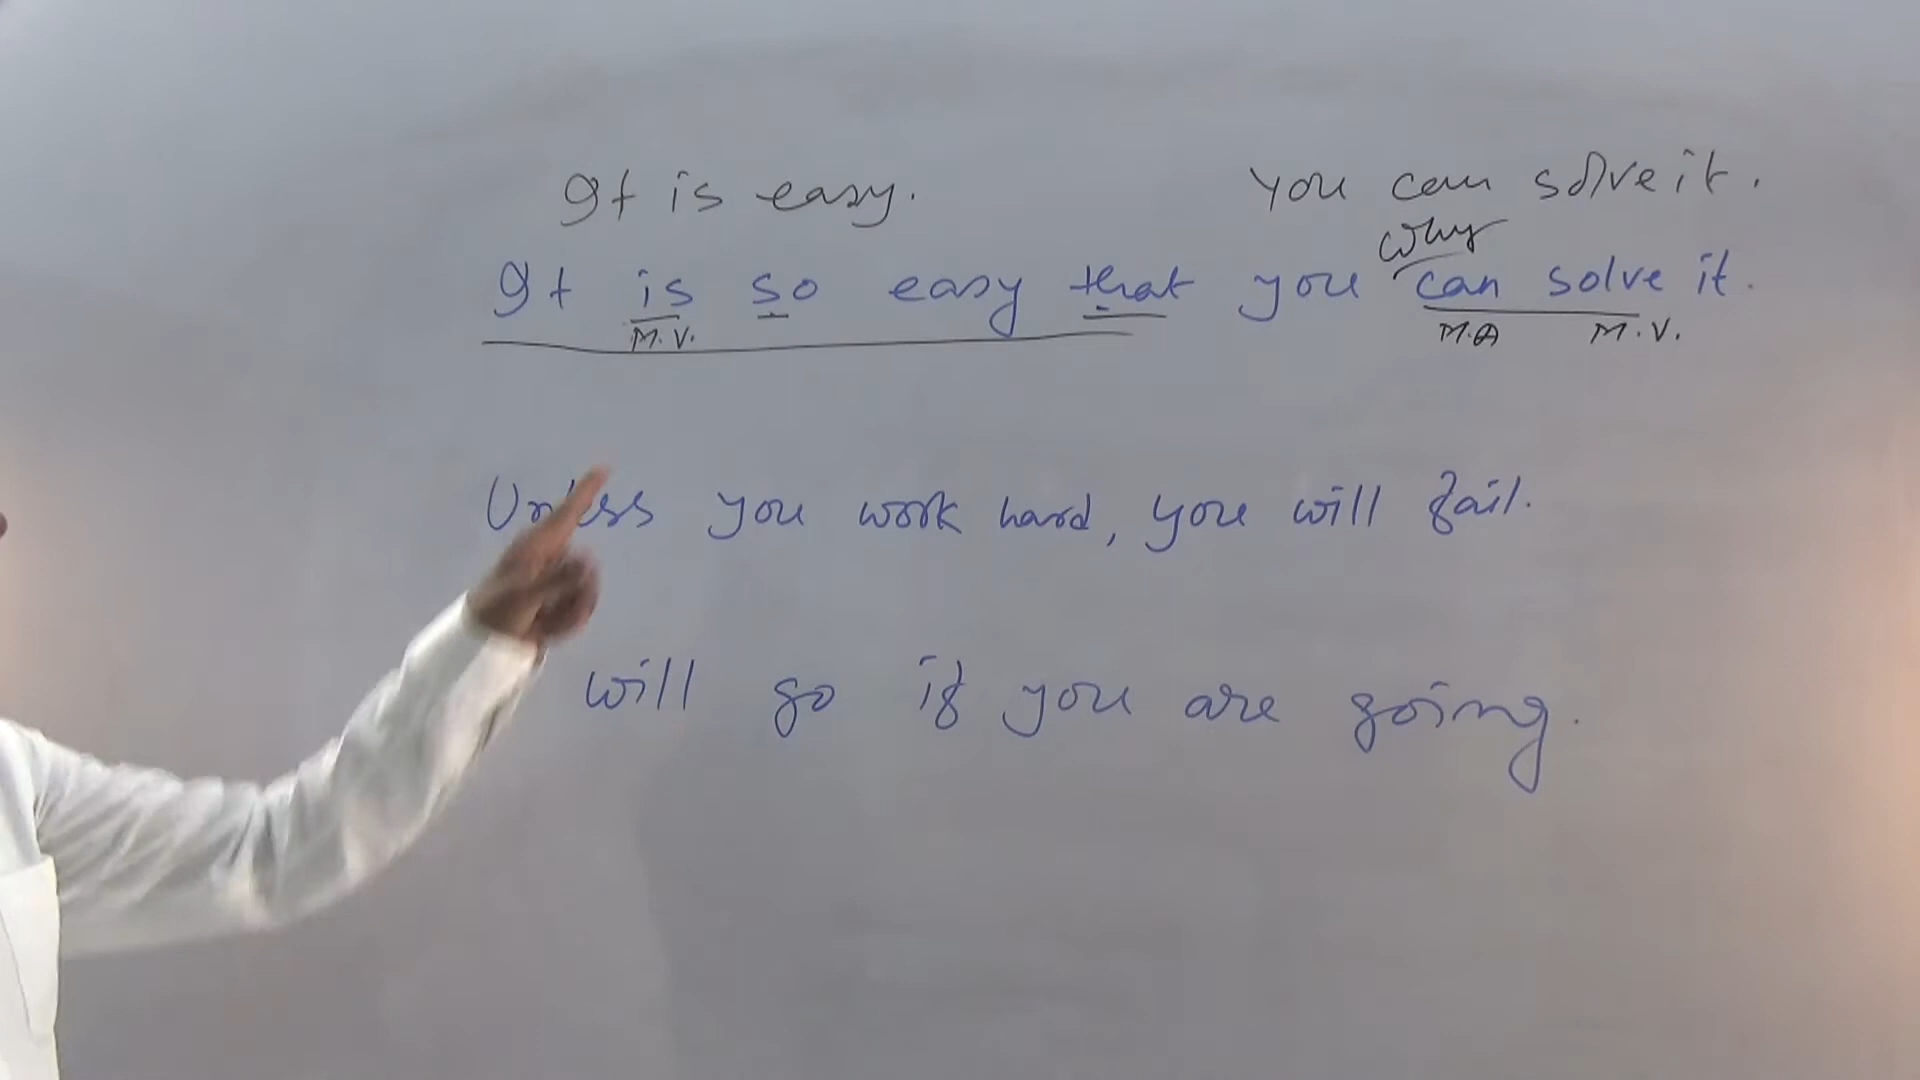 It is easy. You can solve it.
why
It is so easy that you can solve it.
M.V. M.A M.V.
Unless you work hard, you will fail.
will go if you are going.